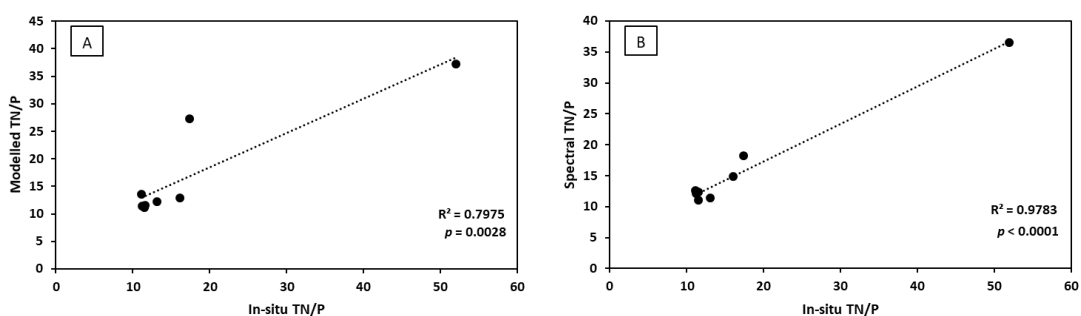 A
45
40
35
30
25
20
15
10
5
0
Modelled TN/P
R² = 0.7975
p = 0.0028
0 10 20 30 40 50 60
In-situ TN/P
B
40
35
30
25
20
15
10
5
0
Spectral TN/P
R² = 0.9783
p < 0.0001
0 10 20 30 40 50 60
In-situ TN/P